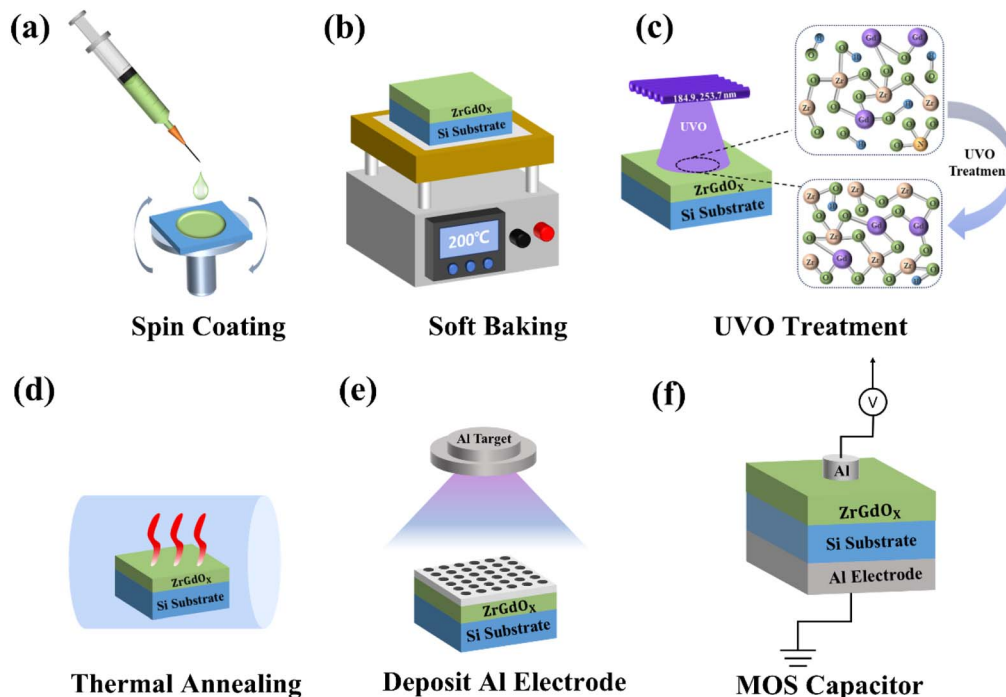 (a)
Spin Coating
(b)
ZrGdOX
Si Substrate
200℃
Soft Baking
(c)
184.9, 253.7 nm
UVO
ZrGdOX
Si Substrate
UVO
Treatment
UVO Treatment
(d)
ZrGdOX
Si Substrate
Thermal Annealing
(e)
Al Target
ZrGdOX
Si Substrate
Deposit Al Electrode
(f)
V
Al
ZrGdOX
Si Substrate
Al Electrode
MOS Capacitor